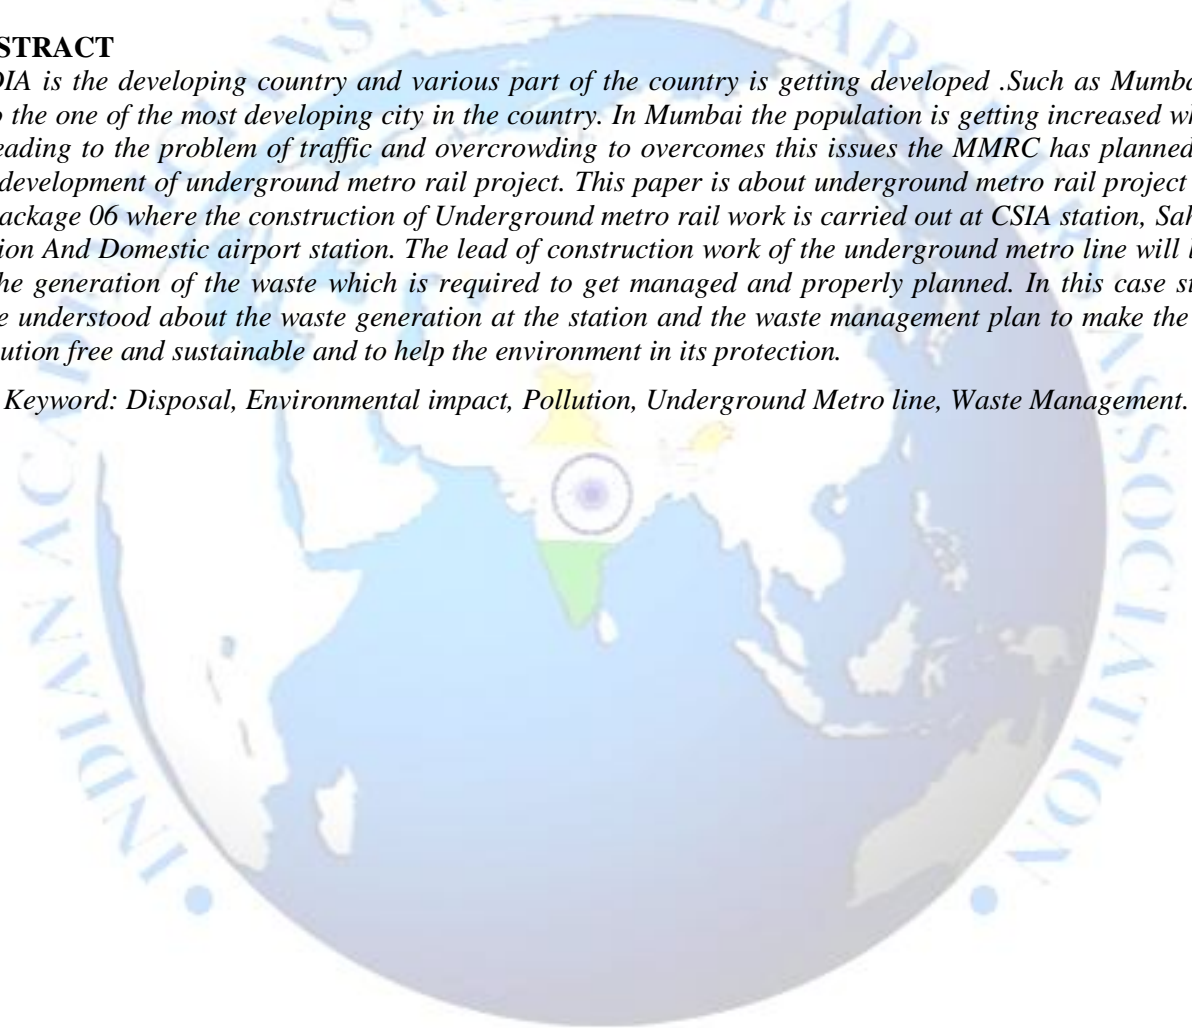 STRACT
DIA is the developing country and various part of the country is getting developed .Such as Mumba
the one of the most developing city in the country. In Mumbai the population is getting increased
eading to the problem of traffic and overcrowding to overcomes this issues the MMRC has planned
development of underground metro rail project. This paper is about underground metro rail project
ackage 06 where the construction of Underground metro rail work is carried out at CSIA station, Sah
ion And Domestic airport station. The lead of construction work of the underground metro line will
he generation of the waste which is required to get managed and properly planned. In this case
e understood about the waste generation at the station and the waste management plan to make the
ution free and sustainable and to help the environment in its protection.
Keyword: Disposal, Environmental impact, Pollution, Underground Metro line, Waste Management.
INDIAN ACADEMICIANS AND RESEARCHERS ASSOCIATION